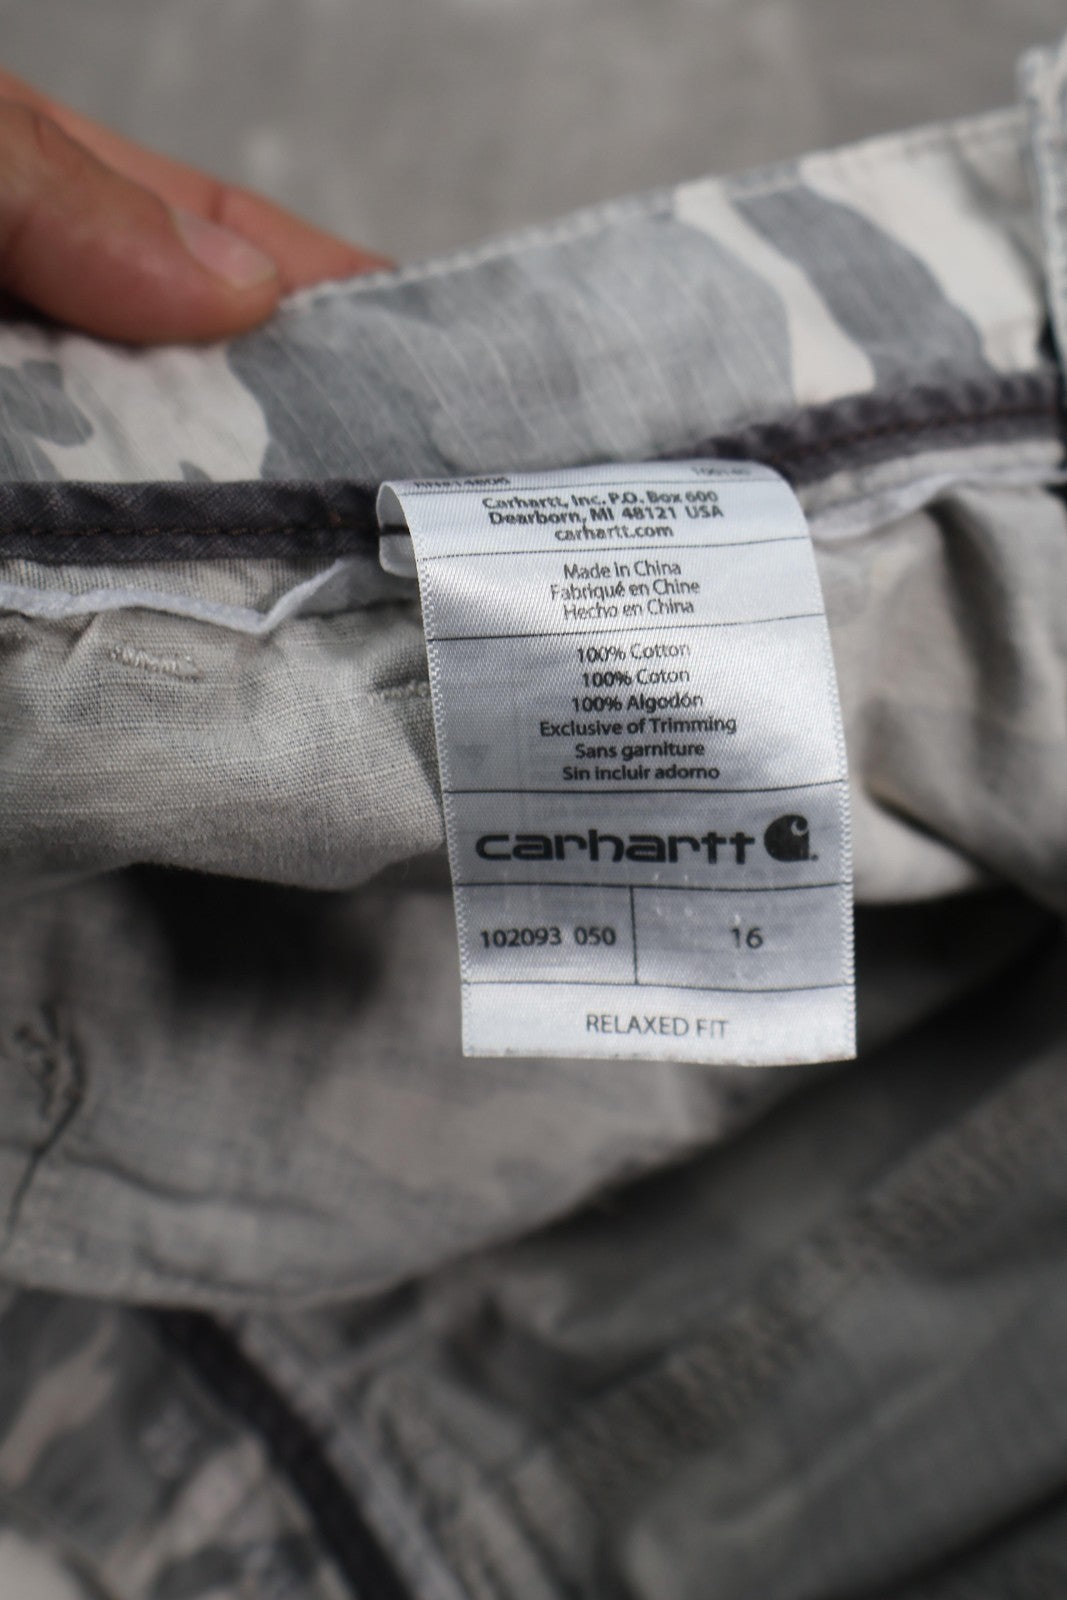 Carhartt, Inc. P.O. Box 600
Dearborn, MI 48121 USA
carhartt.com
Made in China
Fabriqué en Chine
Hecho en China
100% Cotton
100% Coton
100% Algodón
Exclusive of Trimming
Sans garniture
Sin incluir adorno
carhartt
102093 050
16
RELAXED FIT